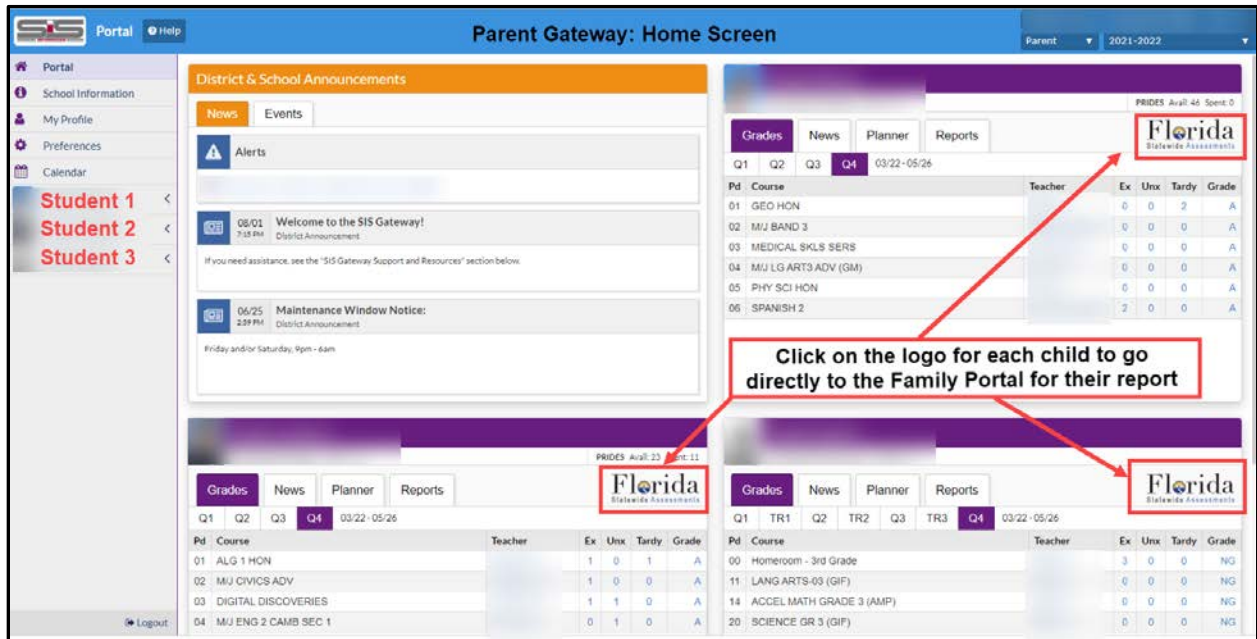 SiS Portal Help
Parent Gateway: Home Screen
Parent 2021-2022
Portal
School Information
My Profile
Preferences
Calendar
Student 1
Student 2
Student 3
Logout
District & School Announcements
News Events
Alerts
08/01 Welcome to the SIS Gateway!
7:15 PM District Announcement
If you need assistance, see the "SIS Gateway Support and Resources" section below.
06/25 Maintenance Window Notice:
2:59 PM District Announcement
Friday and/or Saturday, 9pm - 6am
PRIDES Avail: 46 Spent: 0
Grades News Planner Reports
Florida
Statewide Assessments
Q1 Q2 Q3 Q4 03/22 - 05/26
Pd Course Teacher Ex Unx Tardy Grade
01 GEO HON 0 0 2 A
02 M/J BAND 3 0 0 0 A
03 MEDICAL SKLS SERS 0 0 0 A
04 M/J LG ART3 ADV (GM) 0 0 0 A
05 PHY SCI HON 0 0 0 A
06 SPANISH 2 2 0 0 A
Click on the logo for each child to go
directly to the Family Portal for their report
PRIDES Avail: 23 Spent: 11
Grades News Planner Reports
Florida
Statewide Assessments
Q1 Q2 Q3 Q4 03/22 - 05/26
Pd Course Teacher Ex Unx Tardy Grade
01 ALG 1 HON 1 0 1 A
02 M/J CIVICS ADV 1 0 0 A
03 DIGITAL DISCOVERIES 1 1 0 A
04 M/J ENG 2 CAMB SEC 1 0 1 0 A
Grades News Planner Reports
Florida
Statewide Assessments
Q1 TR1 Q2 TR2 Q3 TR3 Q4 03/22 - 05/26
Pd Course Teacher Ex Unx Tardy Grade
00 Homeroom - 3rd Grade 3 0 0 NG
11 LANG ARTS-03 (GIF) 0 0 0 NG
14 ACCEL MATH GRADE 3 (AMP) 0 0 0 NG
20 SCIENCE GR 3 (GIF) 0 0 0 NG